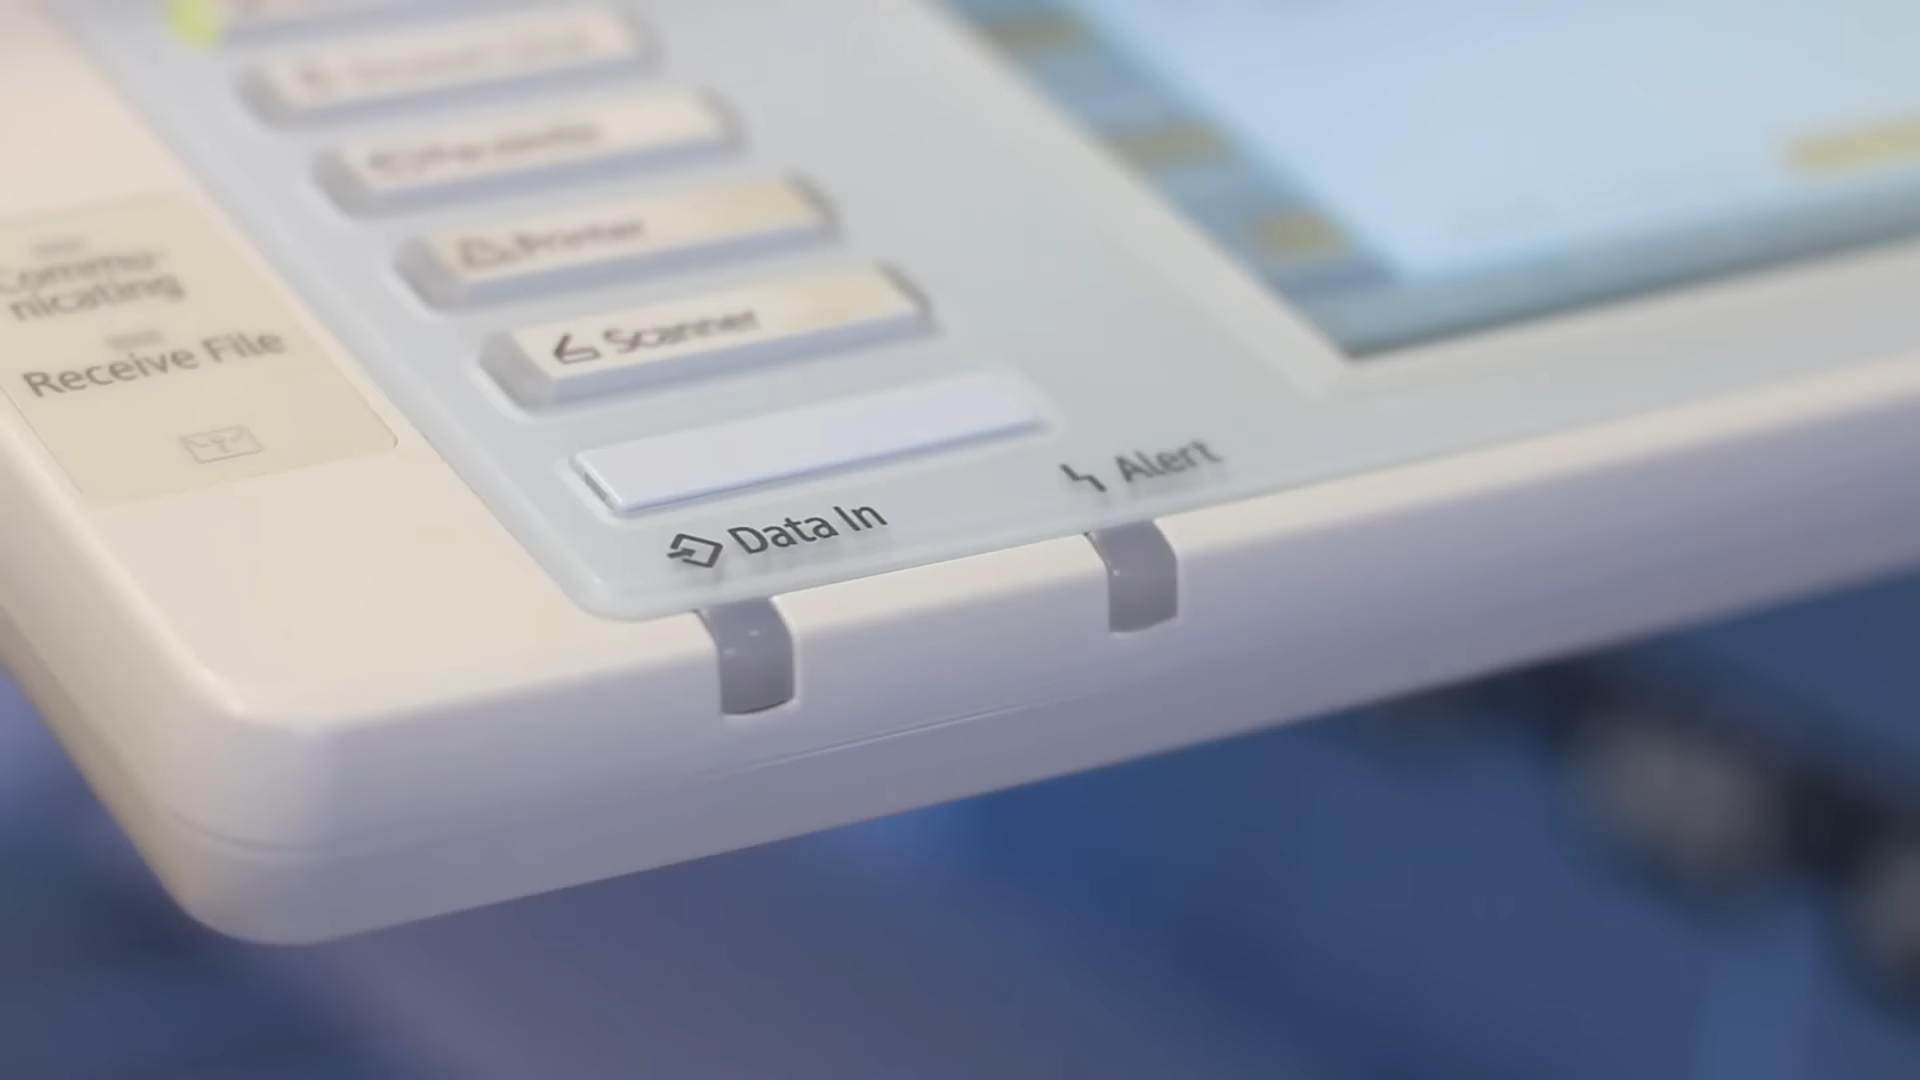 Commu-
nicating
Receive File
Printer
Scanner
Data In
Alert